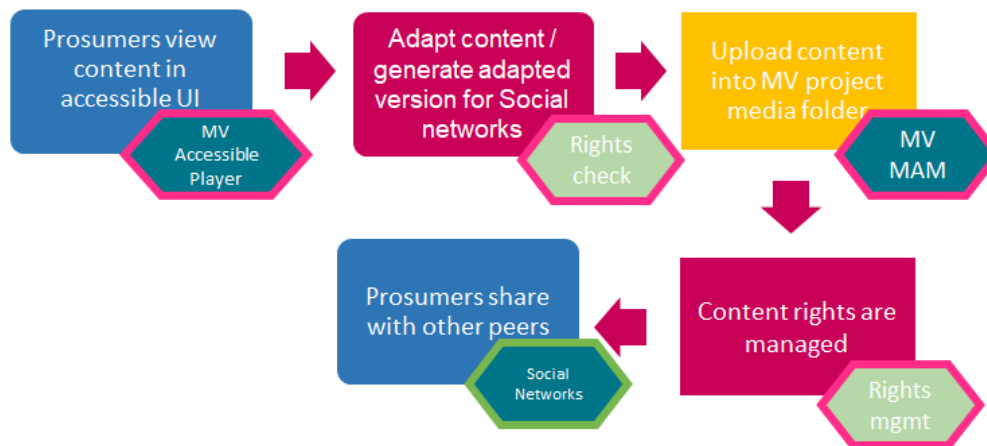 Prosumers view
content in
accessible UI
MV
Accessible
Player
Adapt content /
generate adapted
version for Social
networks
Rights
check
Upload content
into MV project
media folder
MV
MAM
Content rights are
managed
Rights
mgmt
Prosumers share
with other peers
Social
Networks